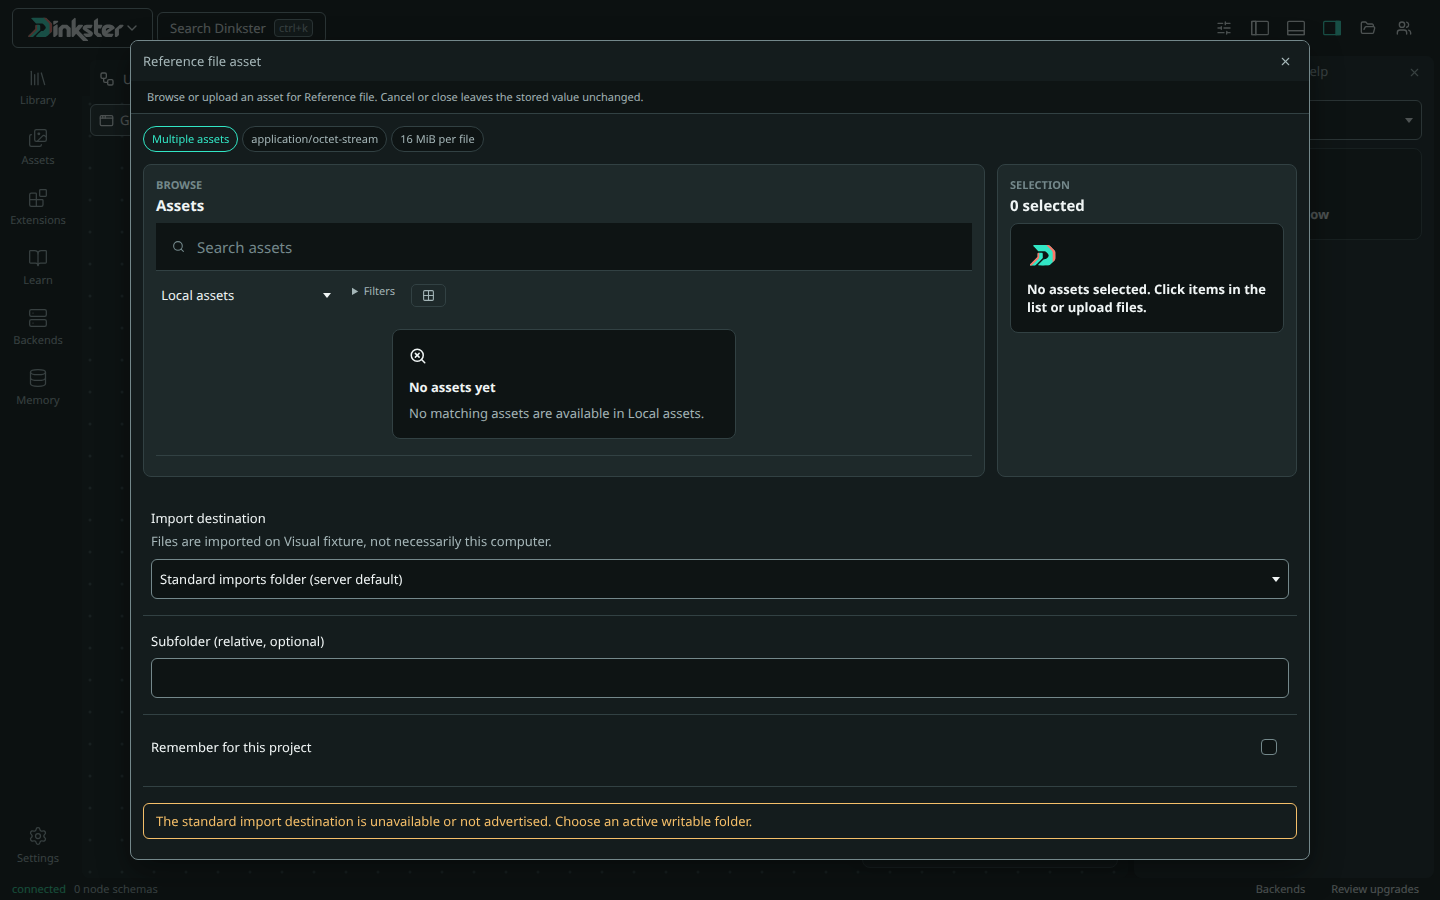 Dinkster
Search Dinkster ctrl+k
Reference file asset
Browse or upload an asset for Reference file. Cancel or close leaves the stored value unchanged.
Multiple assets
application/octet-stream
16 MiB per file
BROWSE
Assets
Search assets
Local assets
Filters
No assets yet
No matching assets are available in Local assets.
SELECTION
0 selected
No assets selected. Click items in the
list or upload files.
Import destination
Files are imported on Visual fixture, not necessarily this computer.
Standard imports folder (server default)
Subfolder (relative, optional)
Remember for this project
The standard import destination is unavailable or not advertised. Choose an active writable folder.
Library
Assets
Extensions
Learn
Backends
Memory
Settings
connected
0 node schemas
Backends
Review upgrades